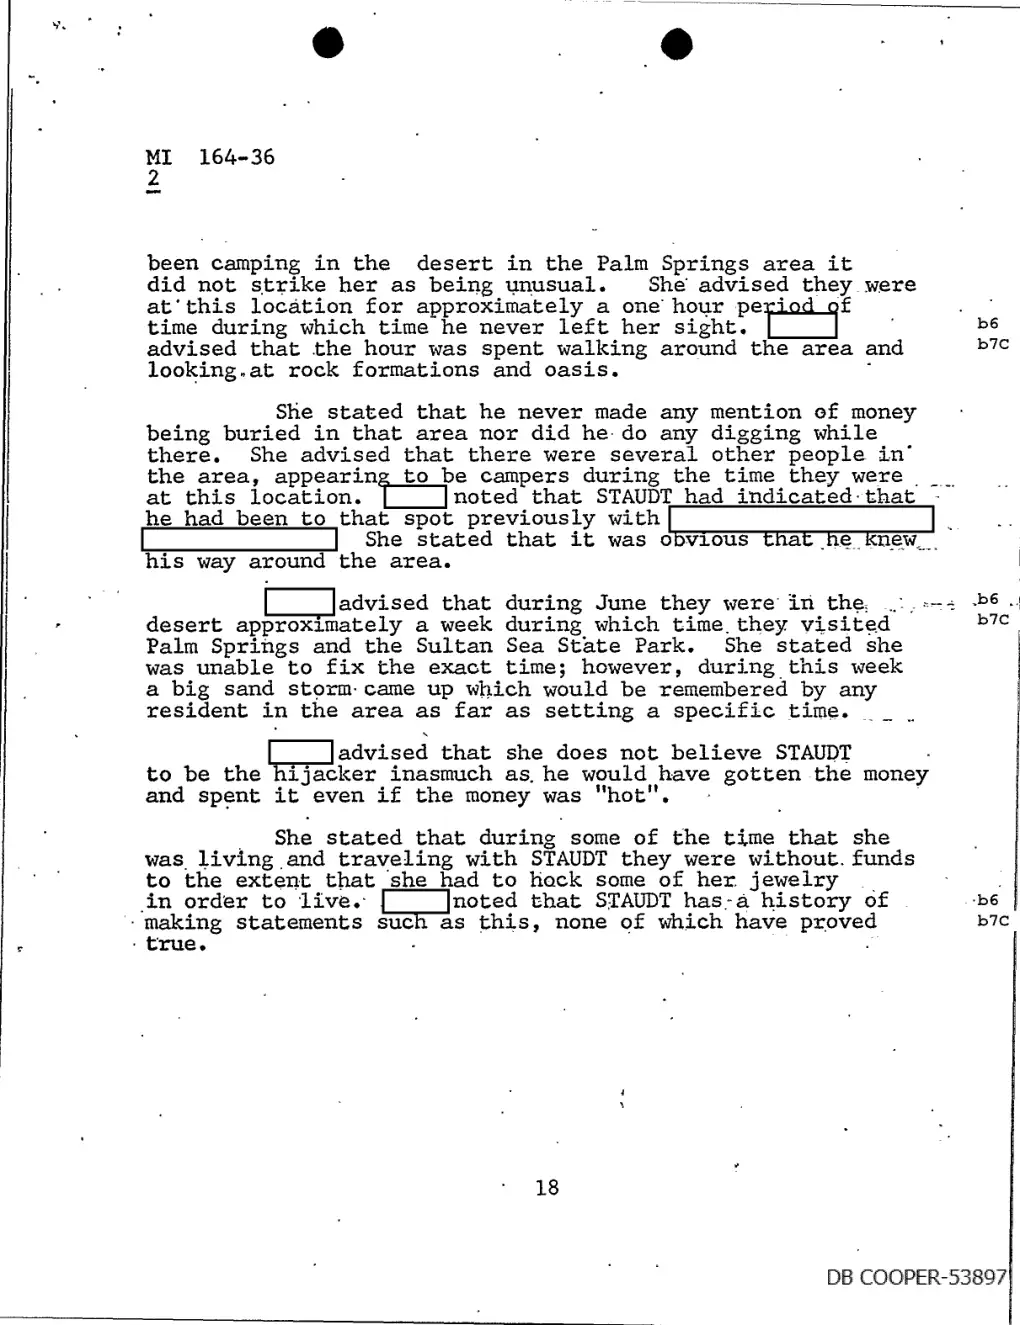 MI 164-36
2
been camping in the desert in the Palm Springs area it
did not strike her as being unusual. She advised they were
at this location for approximately a one hour period of
time during which time he never left her sight. b6
advised that the hour was spent walking around the area and b7C
looking at rock formations and oasis.
She stated that he never made any mention of money
being buried in that area nor did he do any digging while
there. She advised that there were several other people in
the area, appearing to be campers during the time they were
at this location. noted that STAUDT had indicated that
he had been to that spot previously with
She stated that it was obvious that he knew
his way around the area.
advised that during June they were in the b6
desert approximately a week during which time they visited b7C
Palm Springs and the Sultan Sea State Park. She stated she
was unable to fix the exact time; however, during this week
a big sand storm came up which would be remembered by any
resident in the area as far as setting a specific time.
advised that she does not believe STAUDT
to be the hijacker inasmuch as he would have gotten the money
and spent it even if the money was "hot".
She stated that during some of the time that she
was living and traveling with STAUDT they were without funds
to the extent that she had to hock some of her jewelry
in order to live. noted that STAUDT has a history of b6
making statements such as this, none of which have proved b7C
true.
18
DB COOPER-53897